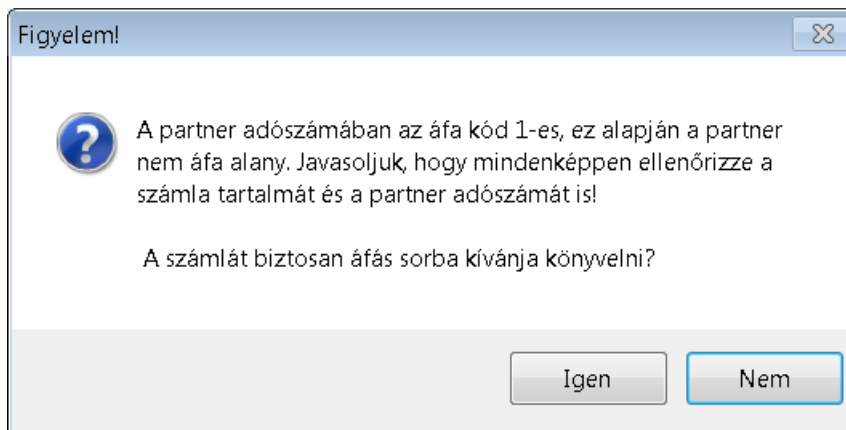 Figyelem!
A partner adószámában az áfa kód 1-es, ez alapján a partner
nem áfa alany. Javasoljuk, hogy mindenképpen ellenőrizze a
számla tartalmát és a partner adószámát is!
A számlát biztosan áfás sorba kívánja könyvelni?
Igen
Nem